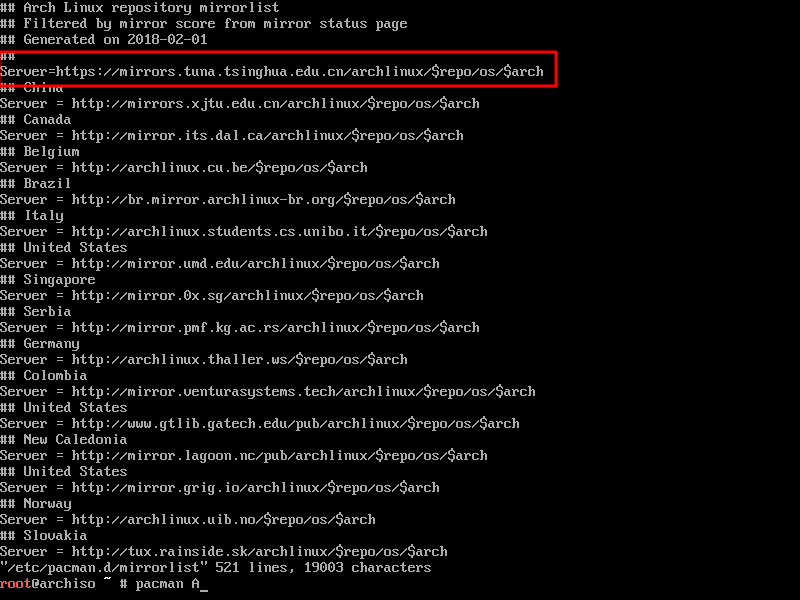 ## Arch Linux repository mirrorlist
## Filtered by mirror score from mirror status page
## Generated on 2018-02-01
##
Server=https://mirrors.tuna.tsinghua.edu.cn/archlinux/$repo/os/$arch
## China
Server = http://mirrors.xjtu.edu.cn/archlinux/$repo/os/$arch
## Canada
Server = http://mirror.its.dal.ca/archlinux/$repo/os/$arch
## Belgium
Server = http://archlinux.cu.be/$repo/os/$arch
## Brazil
Server = http://br.mirror.archlinux-br.org/$repo/os/$arch
## Italy
Server = http://archlinux.students.cs.unibo.it/$repo/os/$arch
## United States
Server = http://mirror.umd.edu/archlinux/$repo/os/$arch
## Singapore
Server = http://mirror.0x.sg/archlinux/$repo/os/$arch
## Serbia
Server = http://mirror.pmf.kg.ac.rs/archlinux/$repo/os/$arch
## Germany
Server = http://archlinux.thaller.ws/$repo/os/$arch
## Colombia
Server = http://mirror.venturasystems.tech/archlinux/$repo/os/$arch
## United States
Server = http://www.gtlib.gatech.edu/pub/archlinux/$repo/os/$arch
## New Caledonia
Server = http://mirror.lagoon.nc/pub/archlinux/$repo/os/$arch
## United States
Server = http://mirror.grig.io/archlinux/$repo/os/$arch
## Norway
Server = http://archlinux.uib.no/$repo/os/$arch
## Slovakia
Server = http://tux.rainside.sk/archlinux/$repo/os/$arch
"/etc/pacman.d/mirrorlist" 521 lines, 19003 characters
root@archiso ~ # pacman A_